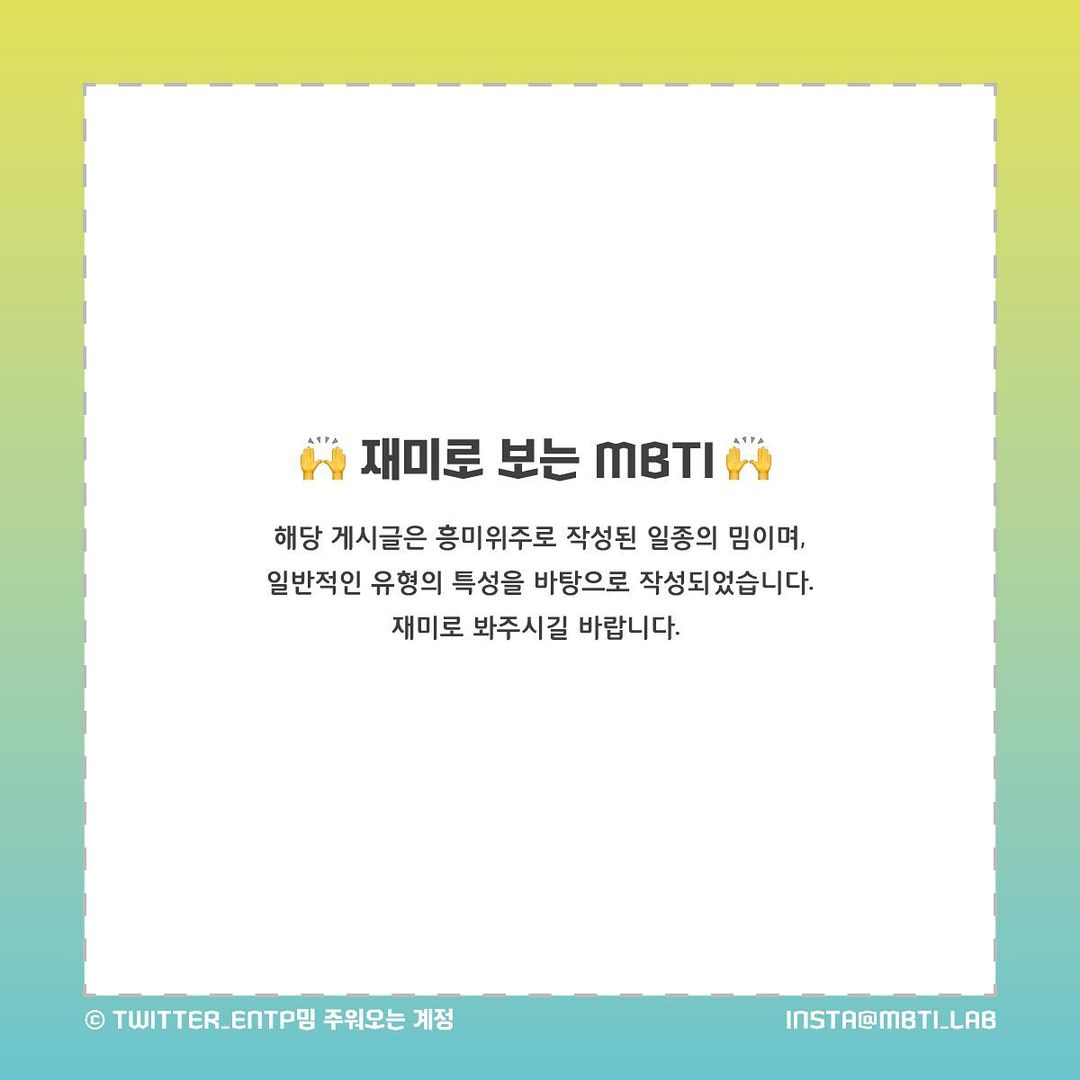 🙌 재미로 보는 MBTI 🙌
해당 게시글은 흥미위주로 작성된 일종의 밈이며,
일반적인 유형의 특성을 바탕으로 작성되었습니다.
재미로 봐주시길 바랍니다.
© TWITTER_ENTP밈 주워오는 계정
INSTA@MBTI_LAB